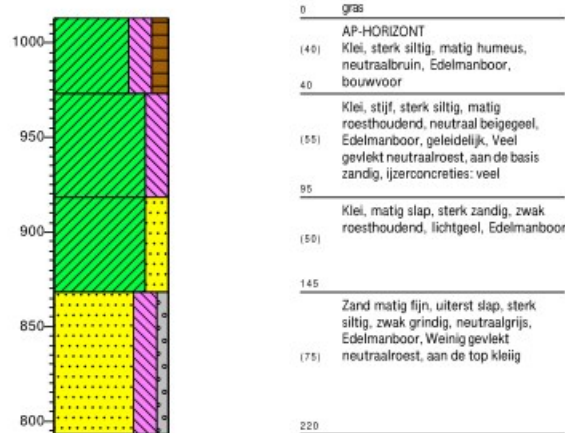 0 gras
1000
AP-HORIZONT
(40) Klei, sterk siltig, matig humeus,
neutraalbruin, Edelmanboor,
40 bouwvoor
950
Klei, stijf, sterk siltig, matig
roesthoudend, neutraal beigegeel,
(55) Edelmanboor, geleidelijk, Veel
gevlekt neutraalroest, aan de basis
zandig, ijzerconcreties: veel
95
900
Klei, matig slap, sterk zandig, zwak
roesthoudend, lichtgeel, Edelmanboor
(50)
145
850
Zand matig fijn, uiterst slap, sterk
siltig, zwak grindig, neutraalgrijs,
Edelmanboor, Weinig gevlekt
(75) neutraalroest, aan de top kleiig
800
220